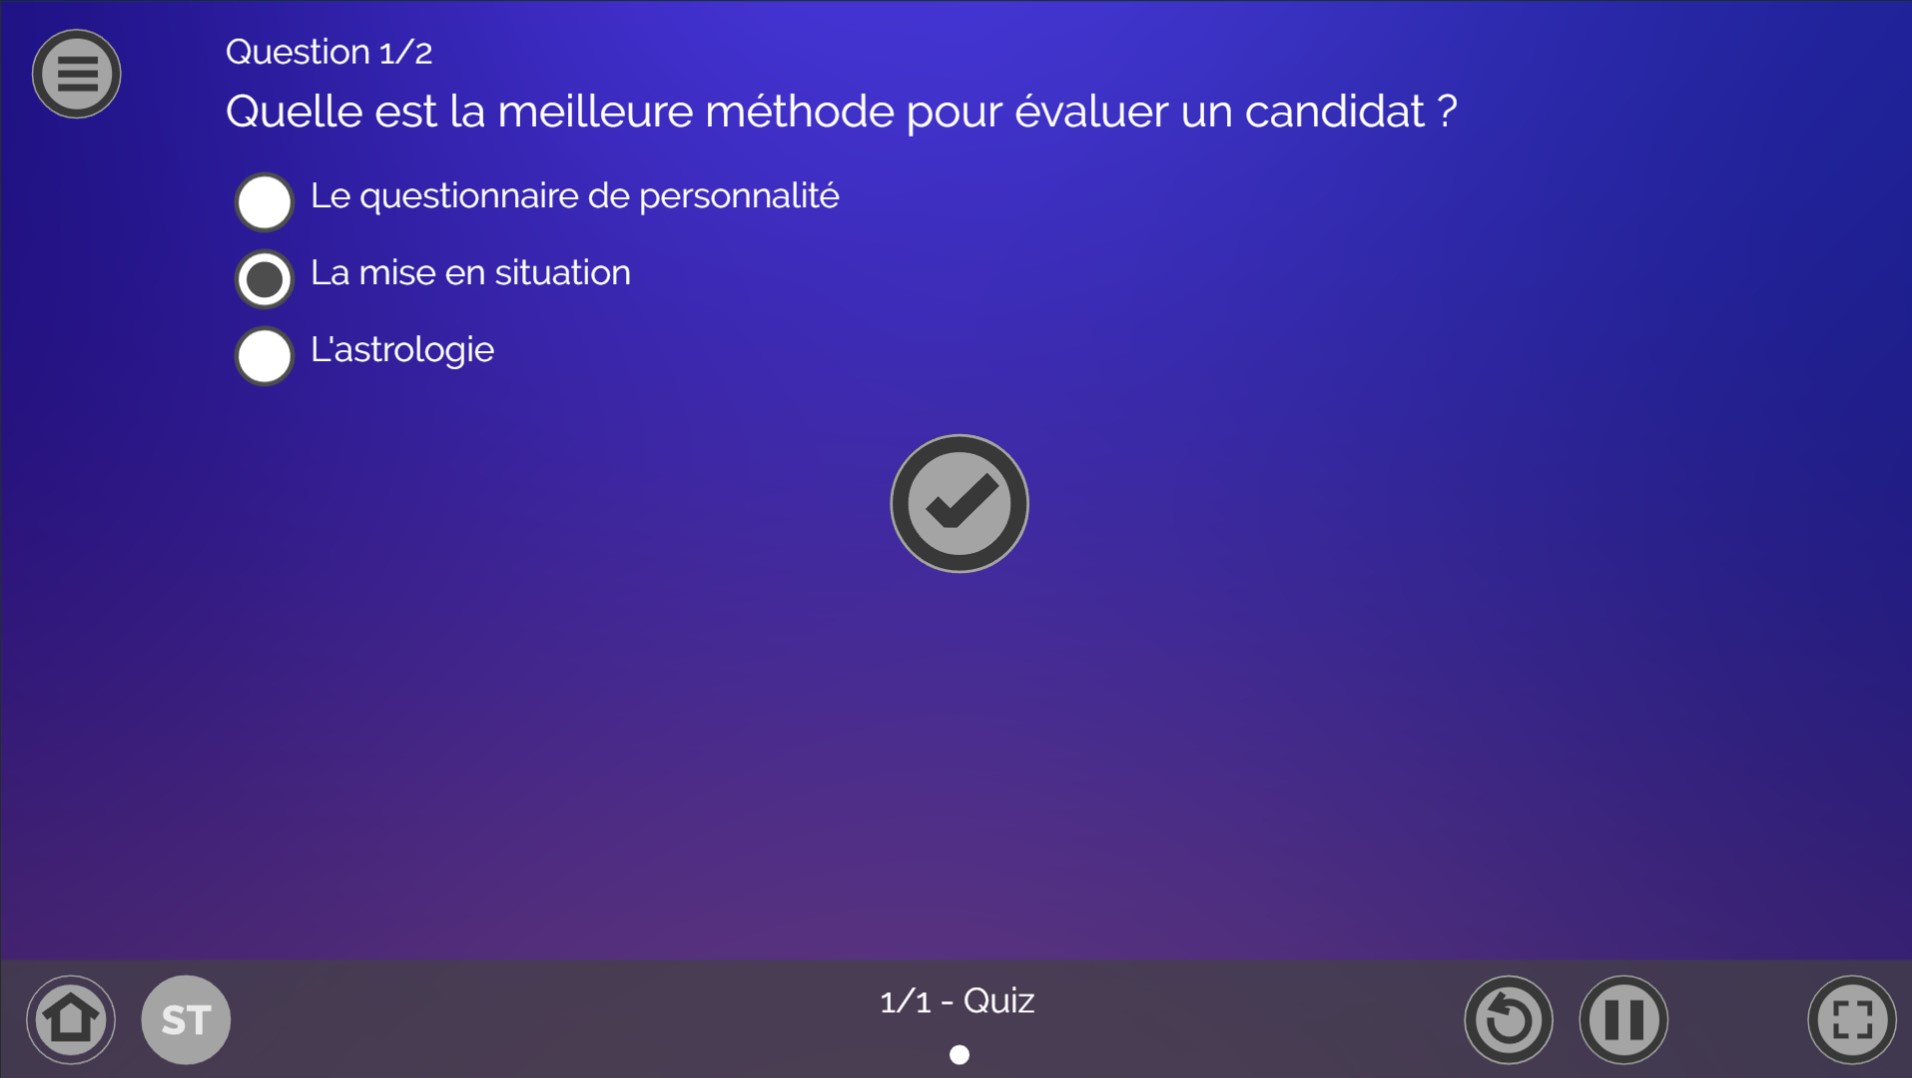 Question 1/2
Quelle est la meilleure méthode pour évaluer un candidat ?
Le questionnaire de personnalité
La mise en situation
L'astrologie
ST
1/1 - Quiz